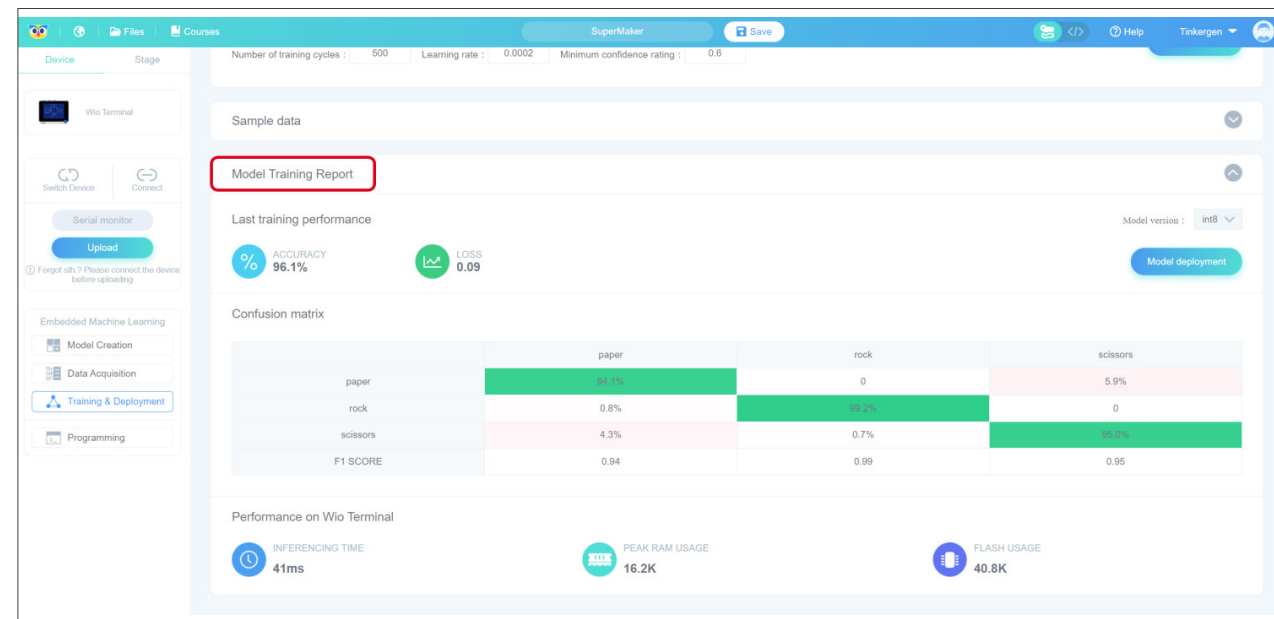 Files Courses SuperMaker Save </> Help Tinkergen
Device Stage
Number of training cycles : 500 Learning rate : 0.0002 Minimum confidence rating : 0.6
Wio Terminal
Sample data
Model Training Report
Switch Device Connect
Last training performance Model version : int8
Serial monitor
Upload
ACCURACY
96.1%
LOSS
0.09
Model deployment
Forgot sth.? Please connect the device
before uploading
Confusion matrix
Embedded Machine Learning
Model Creation
Data Acquisition
Training & Deployment
Programming
paper rock scissors
paper 94.1% 0 5.9%
rock 0.8% 99.2% 0
scissors 4.3% 0.7% 95.0%
F1 SCORE 0.94 0.99 0.95
Performance on Wio Terminal
INFERENCING TIME
41ms
PEAK RAM USAGE
16.2K
FLASH USAGE
40.8K